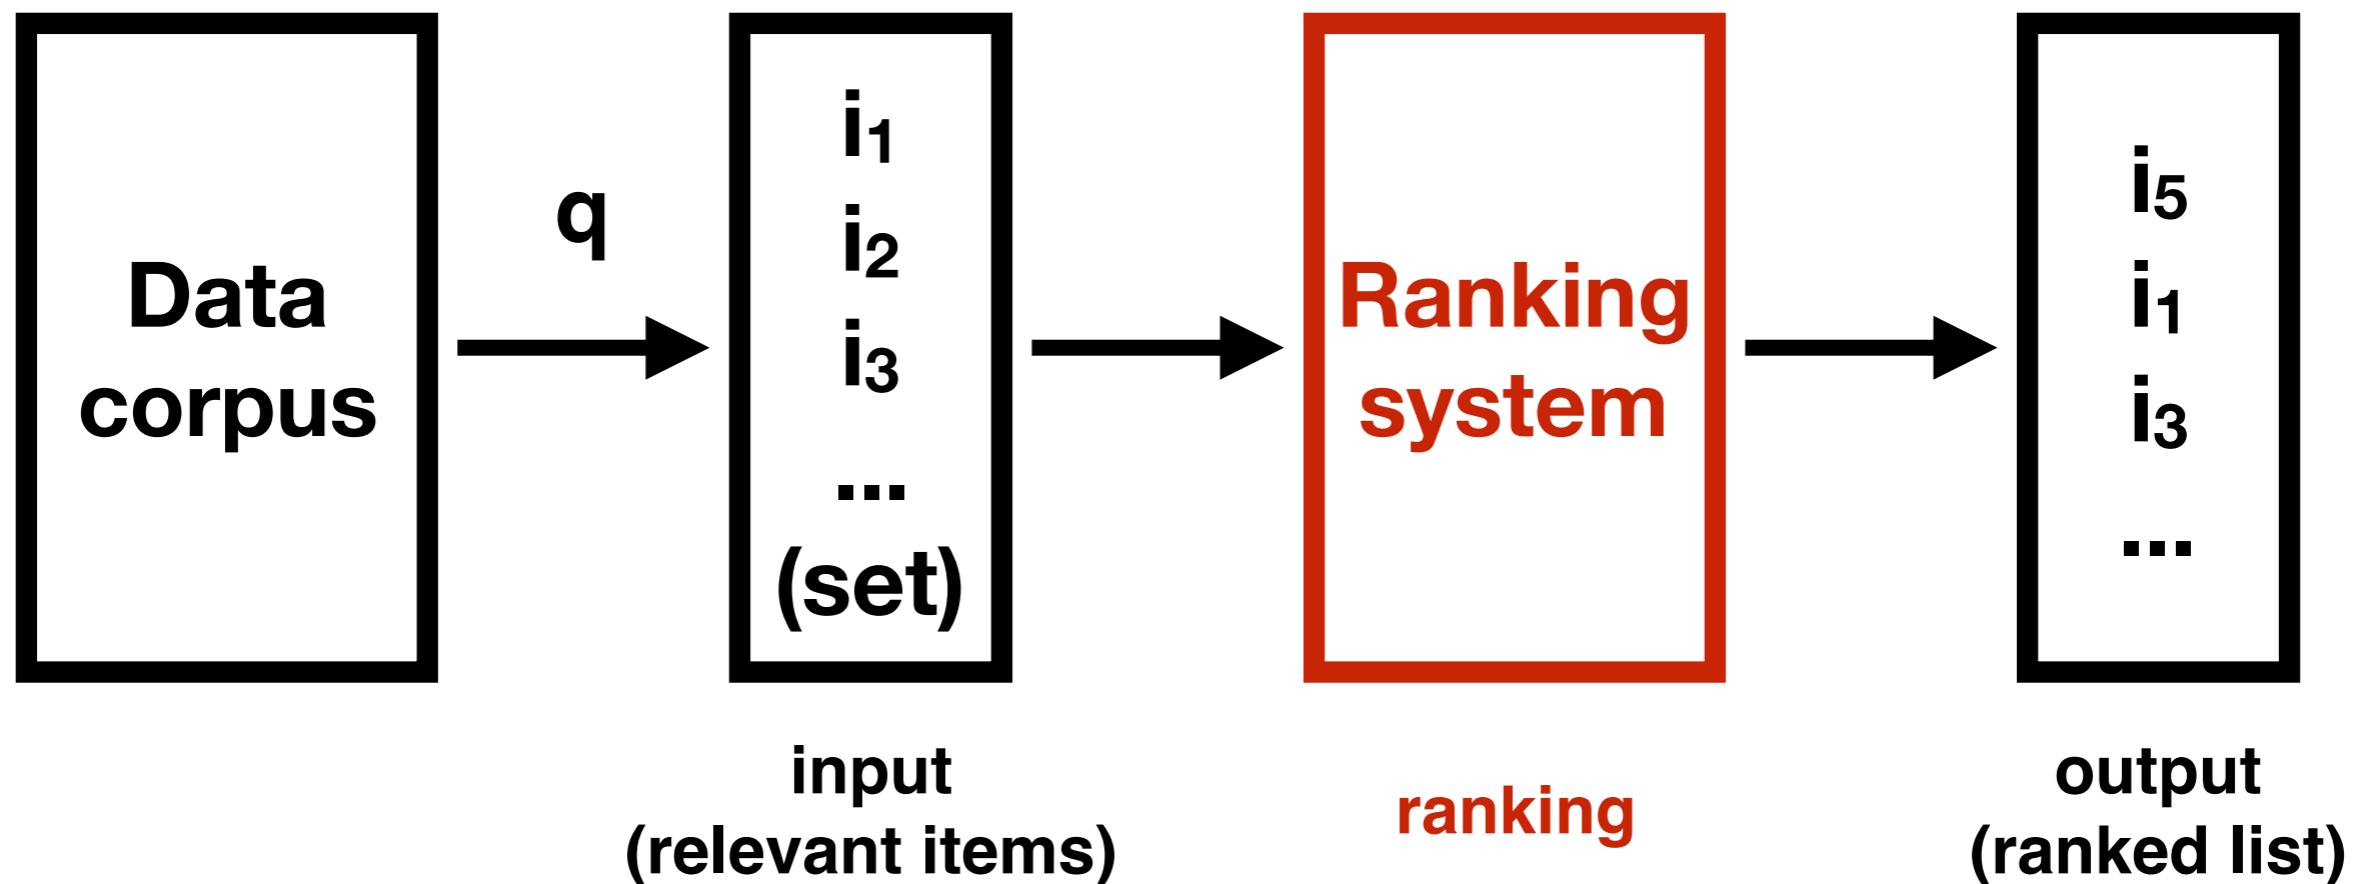 Data
corpus
q
i₁
i₂
i₃
...
(set)
input
(relevant items)
Ranking
system
ranking
i₅
i₁
i₃
...
output
(ranked list)